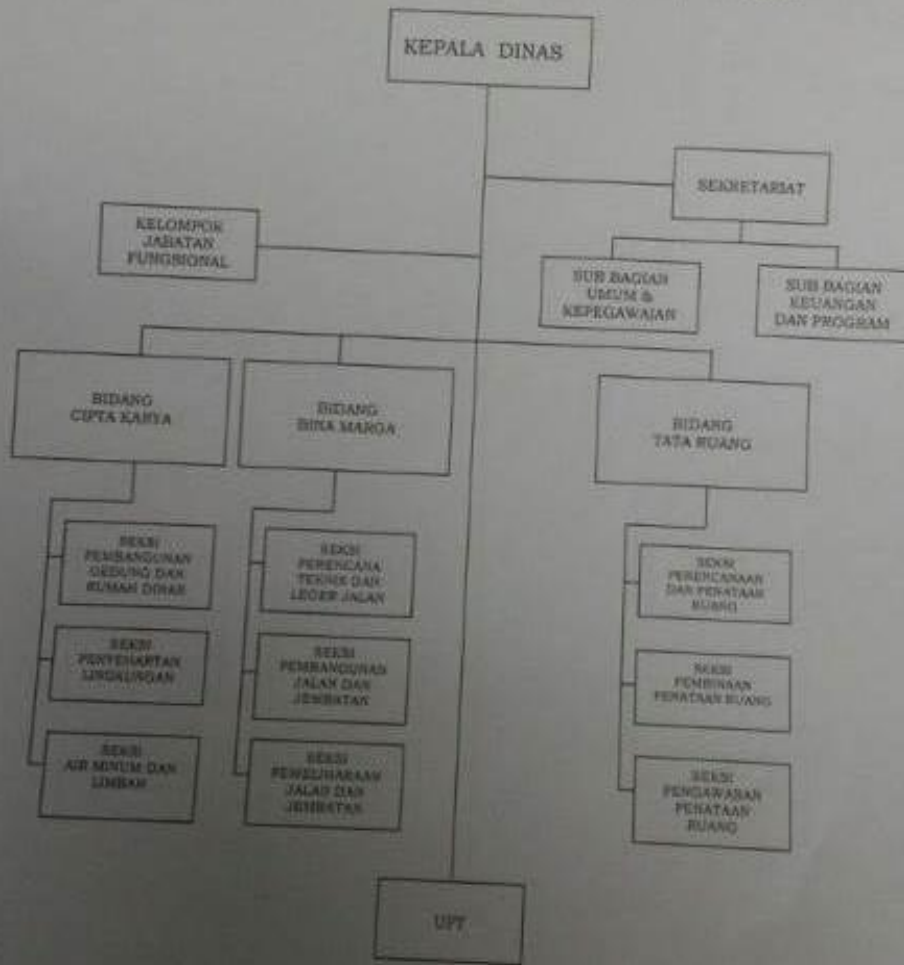 KEPALA DINAS
SEKRETARIAT
KELOMPOK
JABATAN
FUNGSIONAL
SUB BAGIAN
UMUM &
KEPEGAWAIAN
SUB BAGIAN
KEUANGAN
DAN PROGRAM
BIDANG
CIPTA KARYA
BIDANG
BINA MARGA
BIDANG
TATA RUANG
SEKSI
PEMBANGUNAN
GEDUNG DAN
RUMAH DINAS
SEKSI
PENYEHARTAN
LINGKUNGAN
SEKSI
AIR MINUM DAN
LIMBAH
SEKSI
PERENCANA
TEKNIK DAN
LEGER JALAN
SEKSI
PEMBANGUNAN
JALAN DAN
JEMBATAN
SEKSI
PEMELIHARAAN
JALAN DAN
JEMBATAN
SEKSI
PERENCANAAN
DAN PENATAAN
RUANG
SEKSI
PEMBINAAN
PENATAAN RUANG
SEKSI
PENGAWASAN
PENATAAN
RUANG
UPT